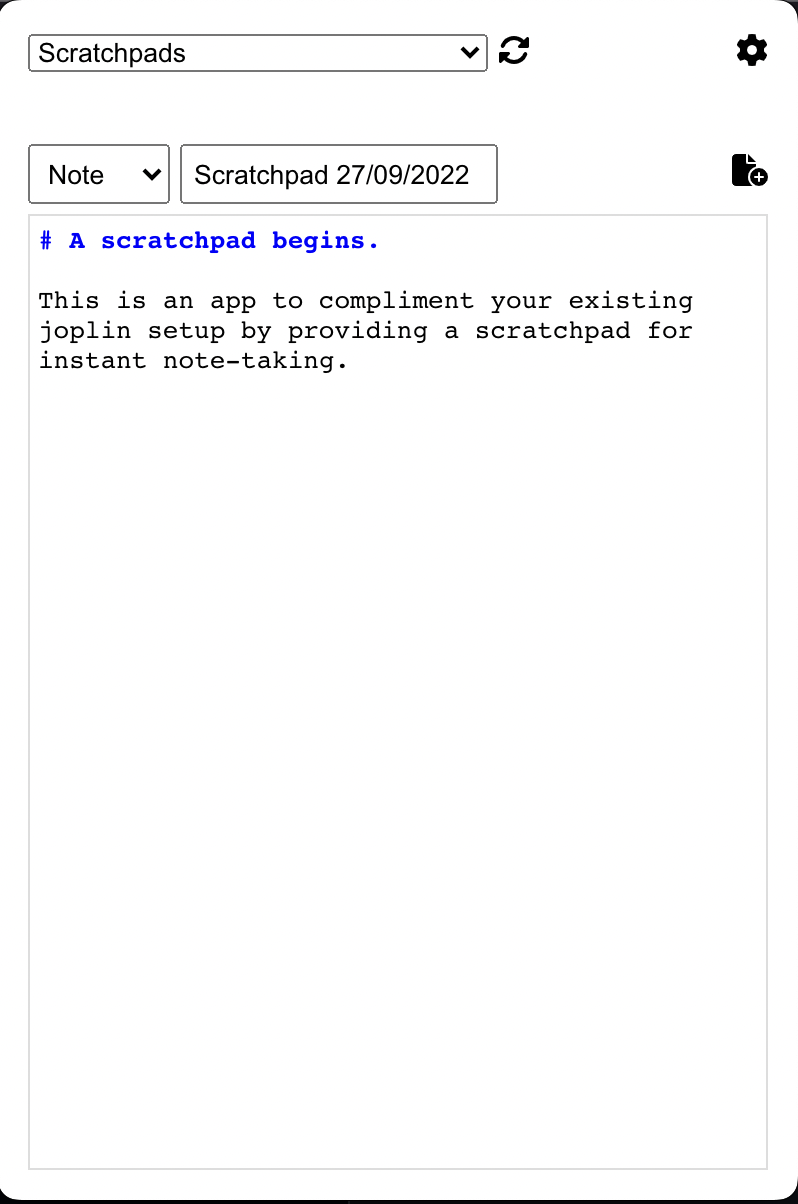 Scratchpads
Note
Scratchpad 27/09/2022
# A scratchpad begins.
This is an app to compliment your existing
joplin setup by providing a scratchpad for
instant note-taking.